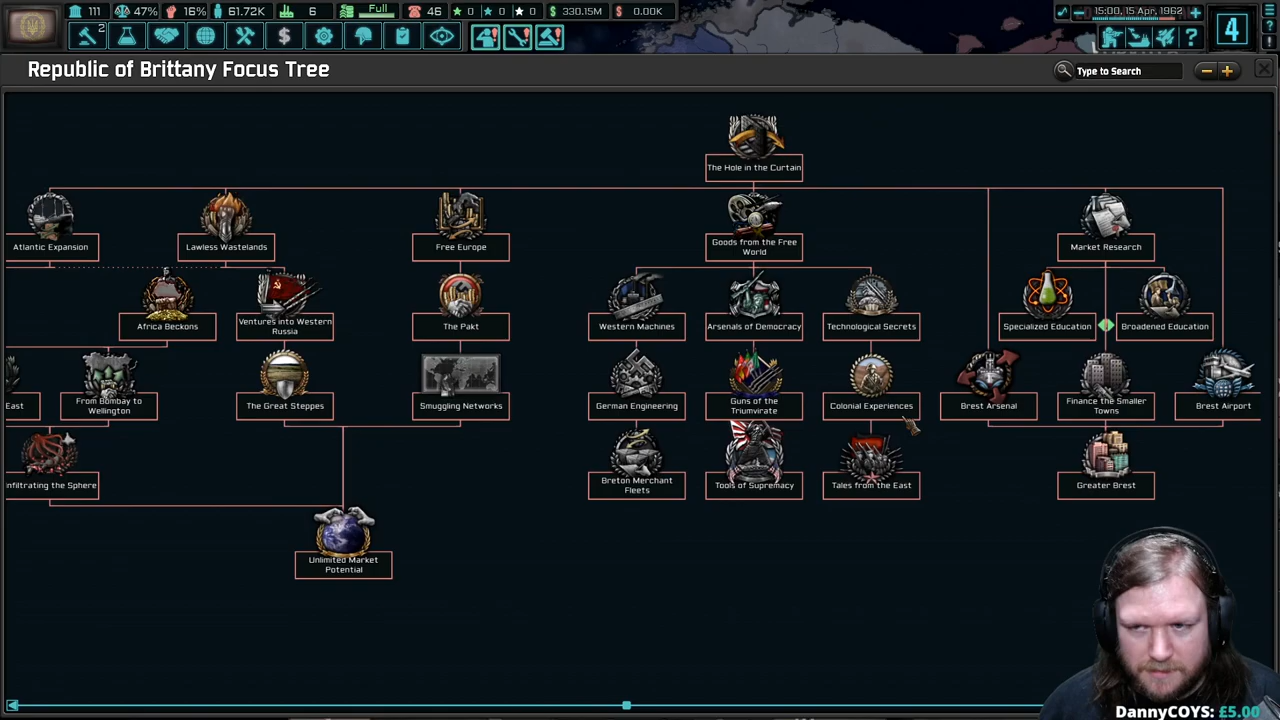 111
47%
16%
61.72K
6
Full
46
0
0
0
330.15M
0.00K
15:00, 15 Apr, 1962
4
2
Republic of Brittany Focus Tree
Type to Search
The Hole in the Curtain
Atlantic Expansion
Lawless Wastelands
Free Europe
Goods from the Free
World
Market Research
Africa Beckons
Ventures into Western
Russia
The Pakt
Western Machines
Arsenals of Democracy
Technological Secrets
Specialized Education
Broadened Education
East
From Bombay to
Wellington
The Great Steppes
Smuggling Networks
German Engineering
Guns of the
Triumvirate
Colonial Experiences
Brest Arsenal
Finance the Smaller
Towns
Brest Airport
Infiltrating the Sphere
Breton Merchant
Fleets
Tools of Supremacy
Tales from the East
Greater Brest
Unlimited Market
Potential
DannyCOYS: £5.00